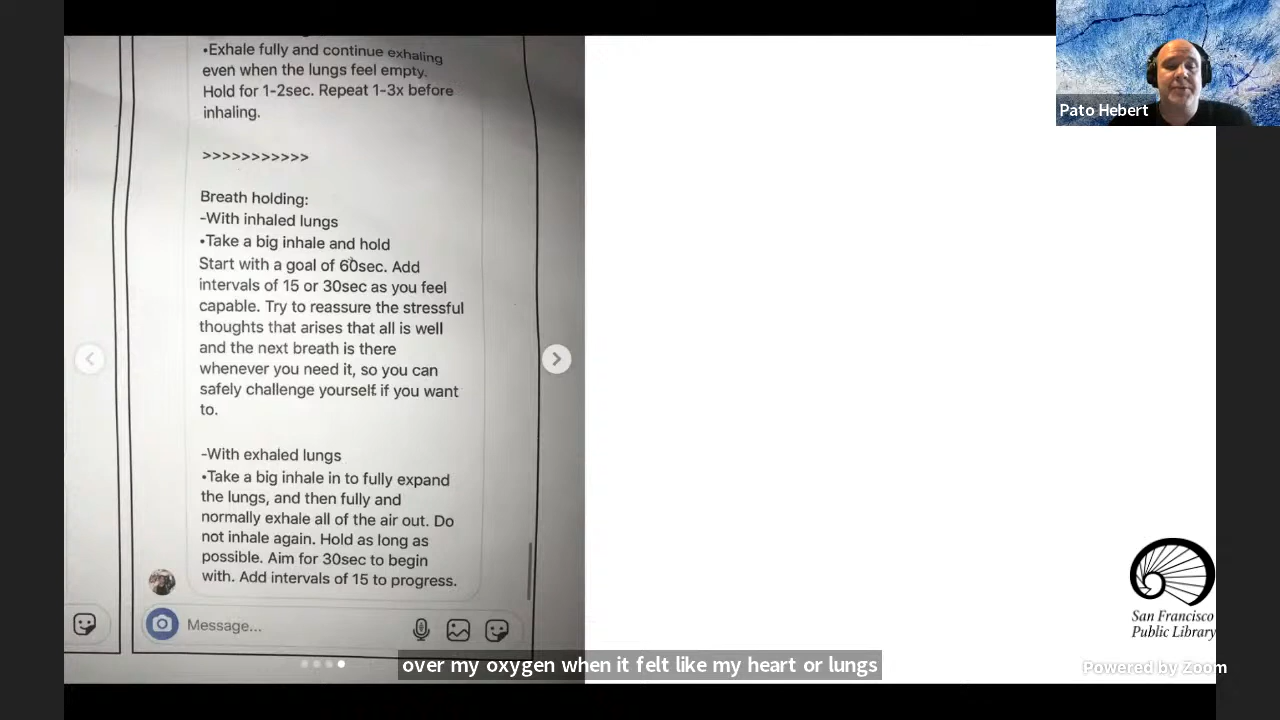 •Exhale fully and continue exhaling
even when the lungs feel empty.
Hold for 1-2sec. Repeat 1-3x before
inhaling.
>>>>>>>>>>>
Breath holding:
-With inhaled lungs
•Take a big inhale and hold
Start with a goal of 60sec. Add
intervals of 15 or 30sec as you feel
capable. Try to reassure the stressful
thoughts that arises that all is well
and the next breath is there
whenever you need it, so you can
safely challenge yourself if you want
to.
-With exhaled lungs
•Take a big inhale in to fully expand
the lungs, and then fully and
normally exhale all of the air out. Do
not inhale again. Hold as long as
possible. Aim for 30sec to begin
with. Add intervals of 15 to progress.
Message...
Pato Hebert
San Francisco
Public Library
over my oxygen when it felt like my heart or lungs
Powered by Zoom